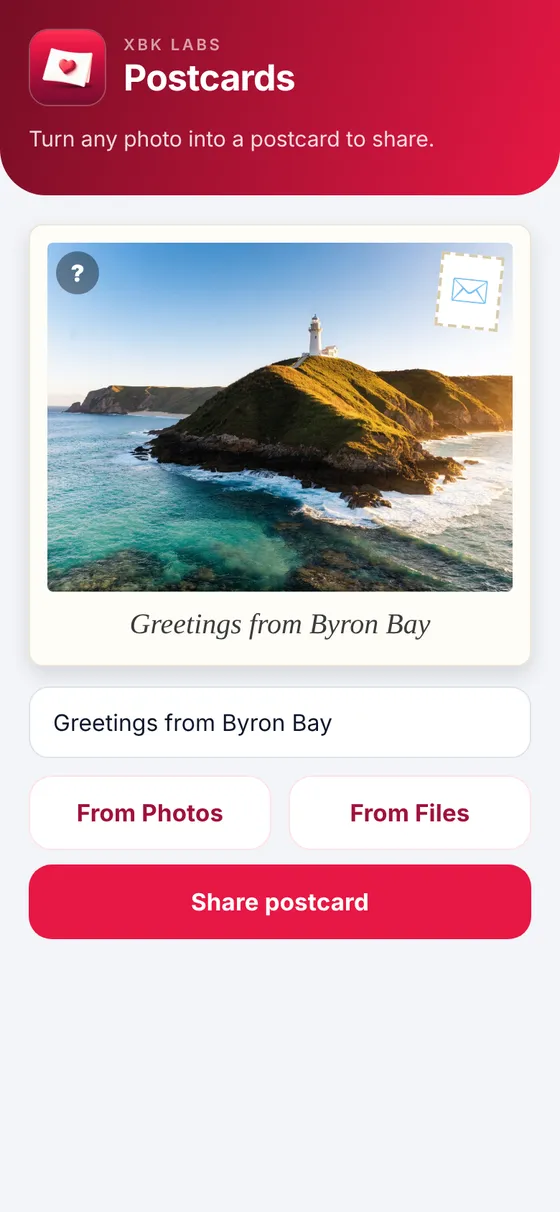 XBK LABS
Postcards
Turn any photo into a postcard to share.
?
Greetings from Byron Bay
Greetings from Byron Bay
From Photos
From Files
Share postcard